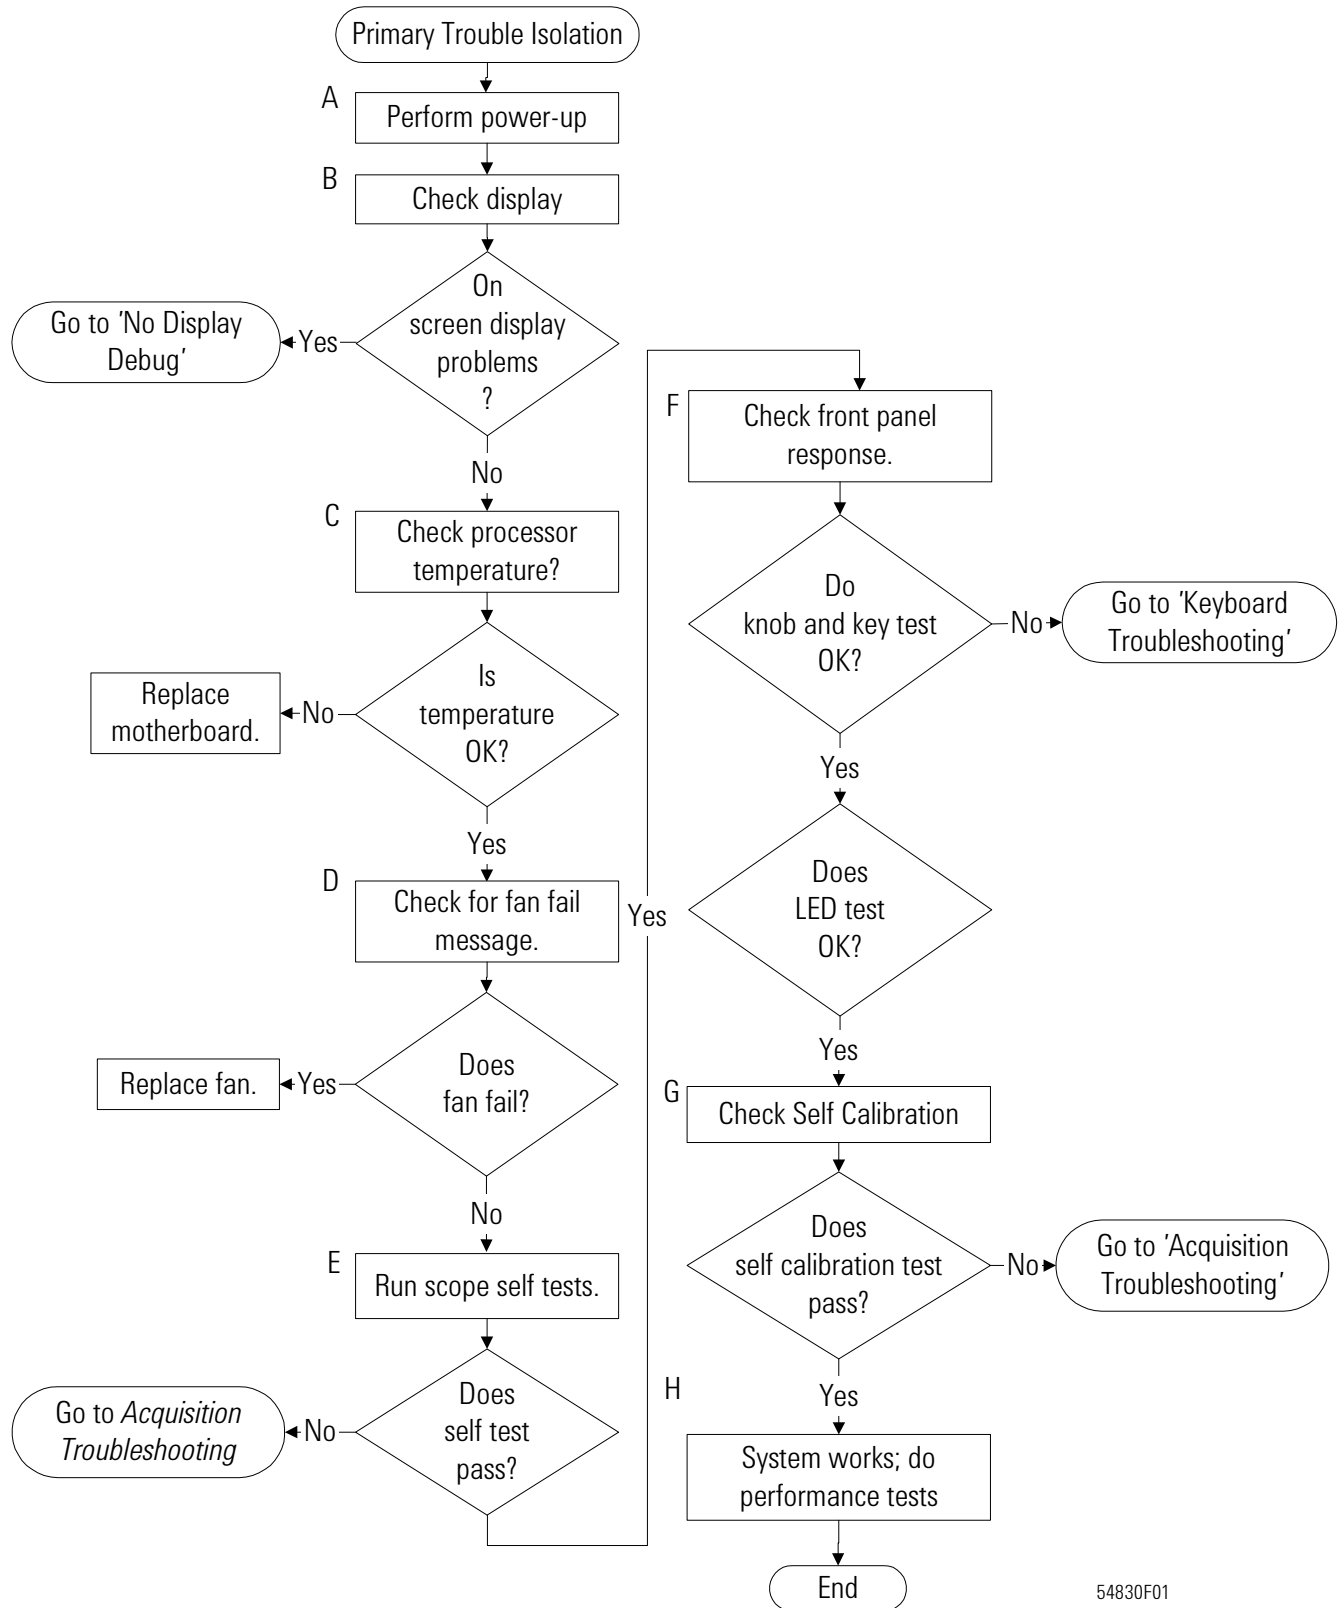 Primary Trouble Isolation
A
Perform power-up
B
Check display
On
screen display
problems
?
Yes
Go to 'No Display
Debug'
No
C
Check processor
temperature?
Is
temperature
OK?
No
Replace
motherboard.
Yes
D
Check for fan fail
message.
Does
fan fail?
Yes
Replace fan.
No
E
Run scope self tests.
Does
self test
pass?
No
Go to Acquisition
Troubleshooting
Yes
F
Check front panel
response.
Do
knob and key test
OK?
No
Go to 'Keyboard
Troubleshooting'
Yes
Does
LED test
OK?
Yes
G
Check Self Calibration
Does
self calibration test
pass?
No
Go to 'Acquisition
Troubleshooting'
Yes
H
System works; do
performance tests
End
54830F01